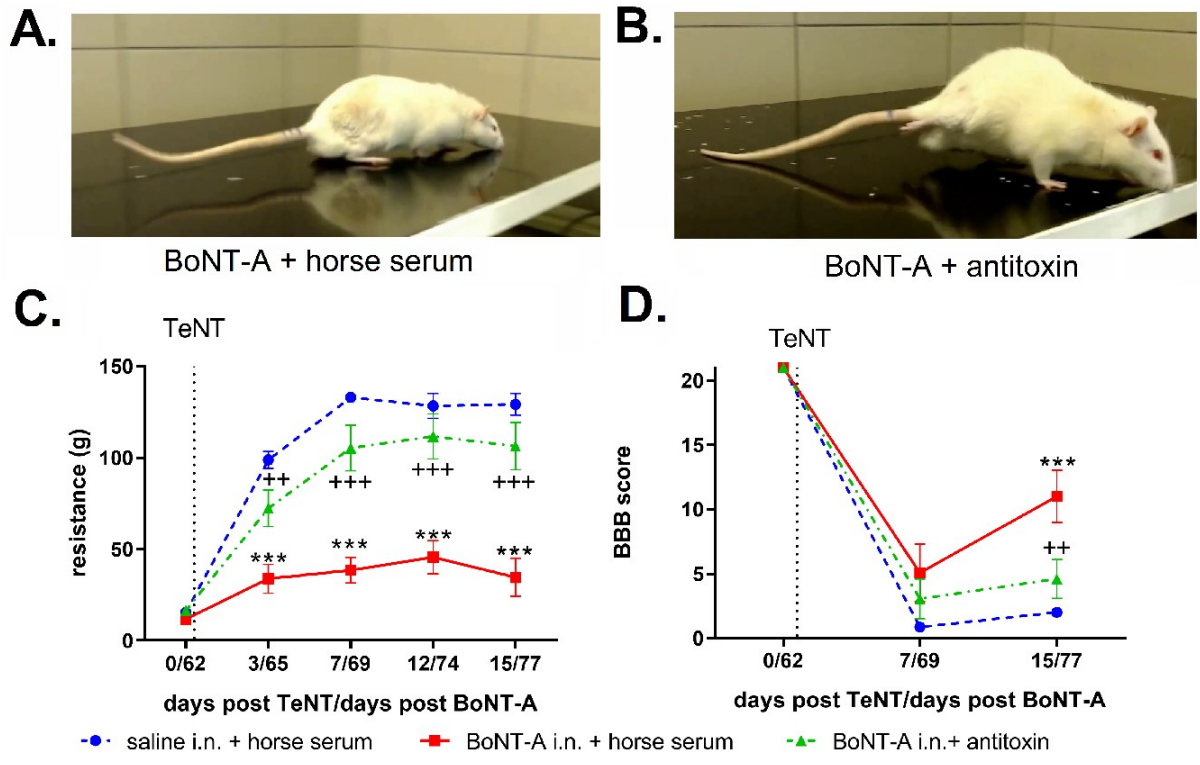 A.
B.
BoNT-A + horse serum
BoNT-A + antitoxin
C.
TeNT
150
100
50
0
resistance (g)
++
+++
+++
+++
***
***
***
***
0/62
3/65
7/69
12/74
15/77
days post TeNT/days post BoNT-A
D.
TeNT
20
15
10
5
0
BBB score
***
++
0/62
7/69
15/77
days post TeNT/days post BoNT-A
saline i.n. + horse serum
BoNT-A i.n. + horse serum
BoNT-A i.n.+ antitoxin